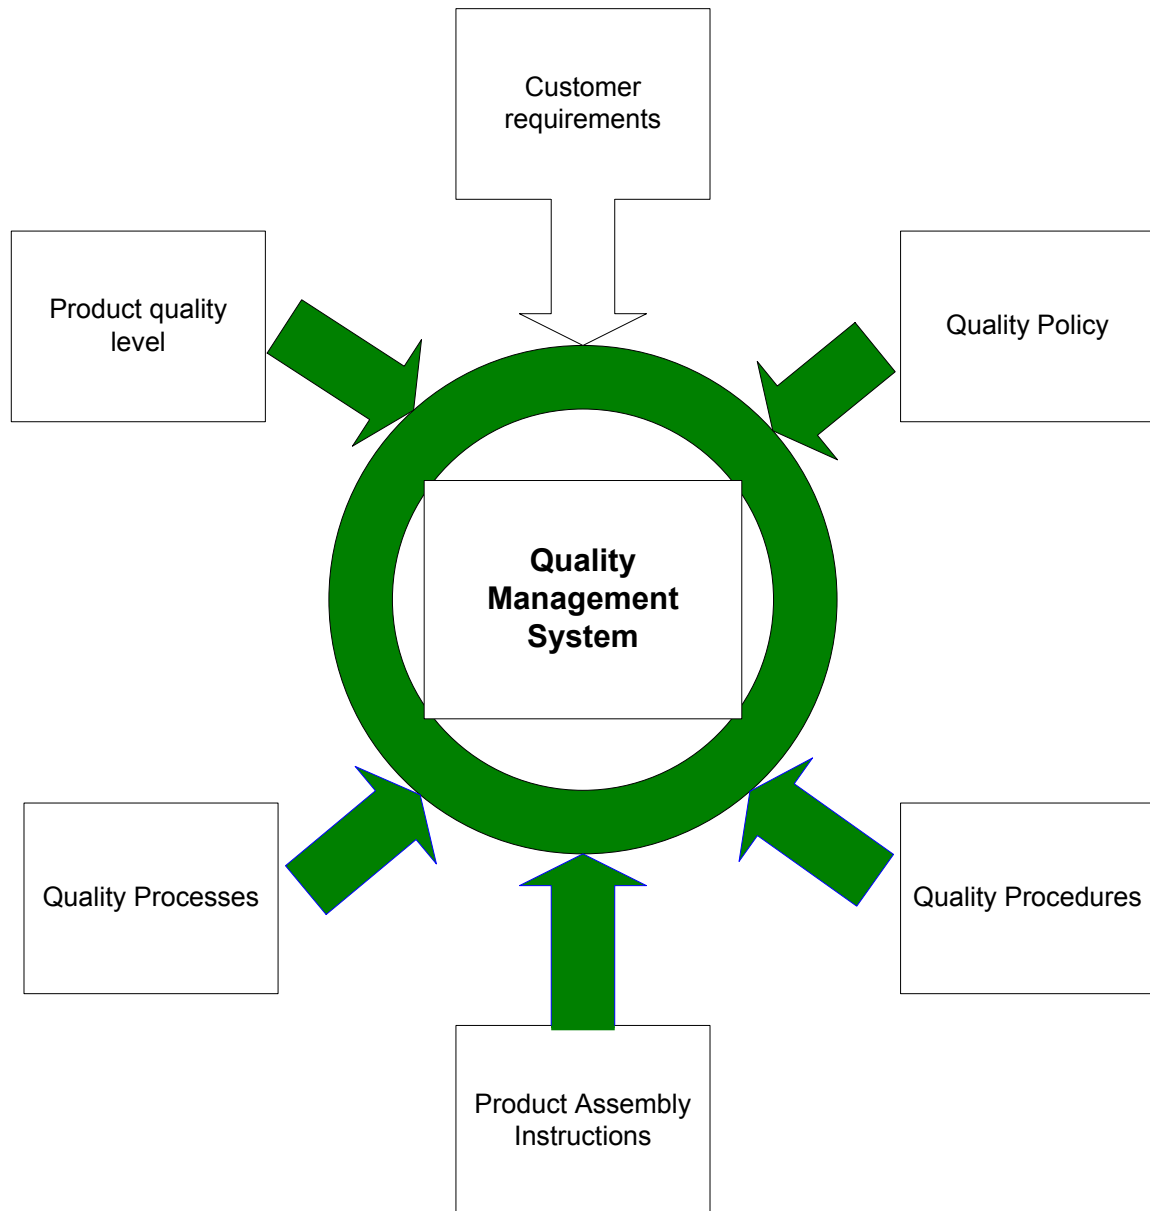 Customer
requirements
Product quality
level
Quality Policy
Quality
Management
System
Quality Processes
Quality Procedures
Product Assembly
Instructions